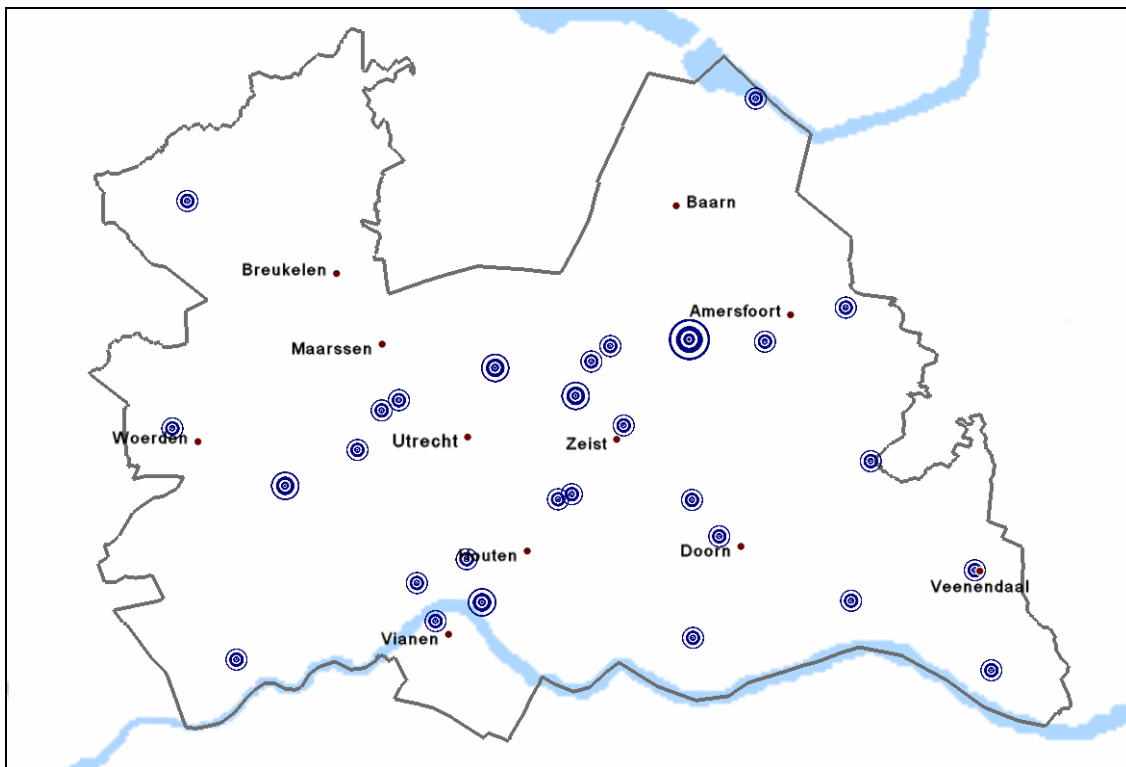 Baarn
Breukelen
Amersfoort
Maarssen
Woerden
Utrecht
Zeist
Houten
Doorn
Veenendaal
Vianen